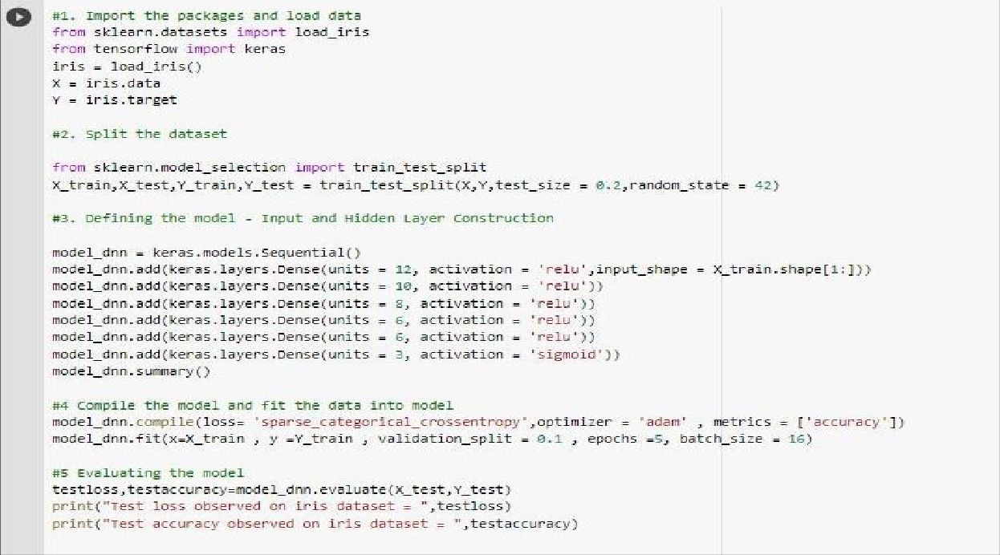 #1. Import the packages and load data
from sklearn.datasets import load_iris
from tensorflow import keras
iris = load_iris()
X = iris.data
Y = iris.target
#2. Split the dataset
from sklearn.model_selection import train_test_split
X_train,X_test,Y_train,Y_test = train_test_split(X,Y,test_size = 0.2,random_state = 42)
#3. Defining the model - Input and Hidden Layer Construction
model_dnn = keras.models.Sequential()
model_dnn.add(keras.layers.Dense(units = 12, activation = 'relu',input_shape = X_train.shape[1:]))
model_dnn.add(keras.layers.Dense(units = 10, activation = 'relu'))
model_dnn.add(keras.layers.Dense(units = 8, activation = 'relu'))
model_dnn.add(keras.layers.Dense(units = 6, activation = 'relu'))
model_dnn.add(keras.layers.Dense(units = 6, activation = 'relu'))
model_dnn.add(keras.layers.Dense(units = 3, activation = 'sigmoid'))
model_dnn.summary()
#4 Compile the model and fit the data into model
model_dnn.compile(loss= 'sparse_categorical_crossentropy',optimizer = 'adam' , metrics = ['accuracy'])
model_dnn.fit(x=X_train , y =Y_train , validation_split = 0.1 , epochs =5, batch_size = 16)
#5 Evaluating the model
testloss,testaccuracy=model_dnn.evaluate(X_test,Y_test)
print("Test loss observed on iris dataset = ",testloss)
print("Test accuracy observed on iris dataset = ",testaccuracy)